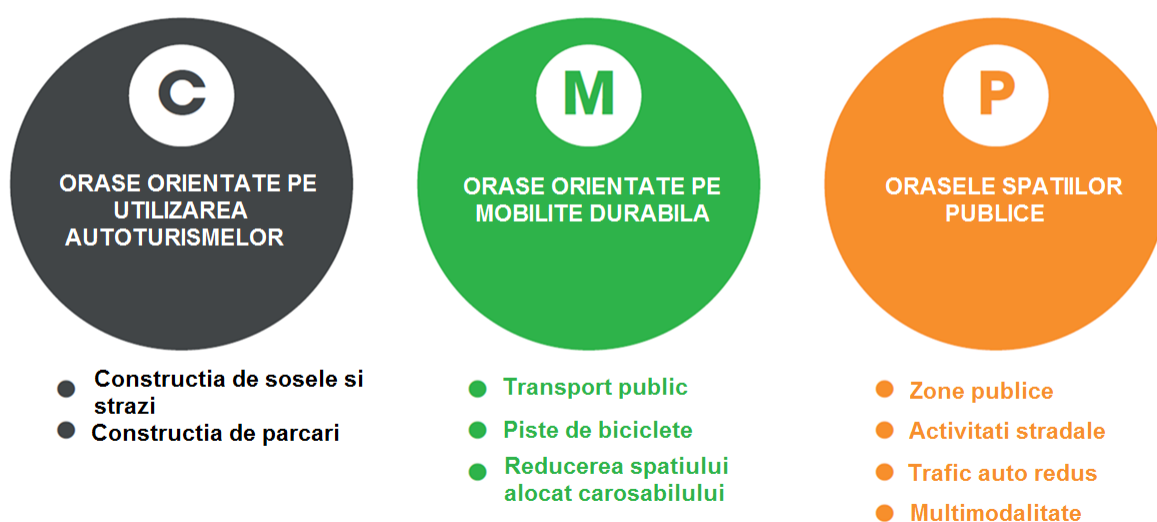 C
ORASE ORIENTATE PE
UTILIZAREA
AUTOTURISMELOR
Constructia de sosele si
strazi
Constructia de parcari
M
ORASE ORIENTATE PE
MOBILITE DURABILA
Transport public
Piste de biciclete
Reducerea spatiului
alocat carosabilului
P
ORASELE SPATIILOR
PUBLICE
Zone publice
Activitati stradale
Trafic auto redus
Multimodalitate